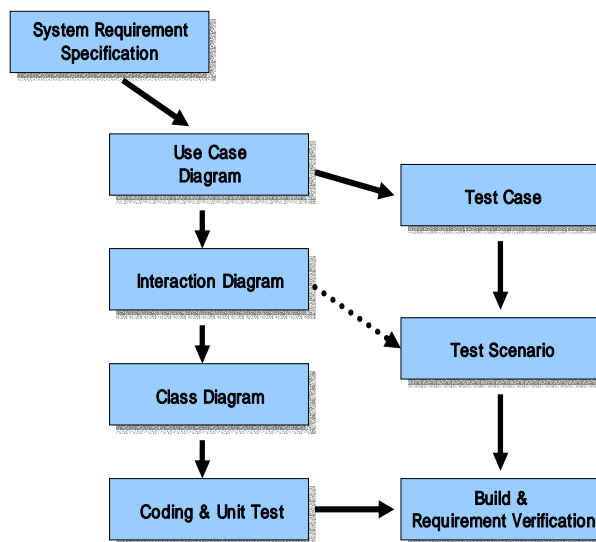 System Requirement
Specification
Use Case
Diagram
Test Case
Interaction Diagram
Test Scenario
Class Diagram
Coding & Unit Test
Build &
Requirement Verification